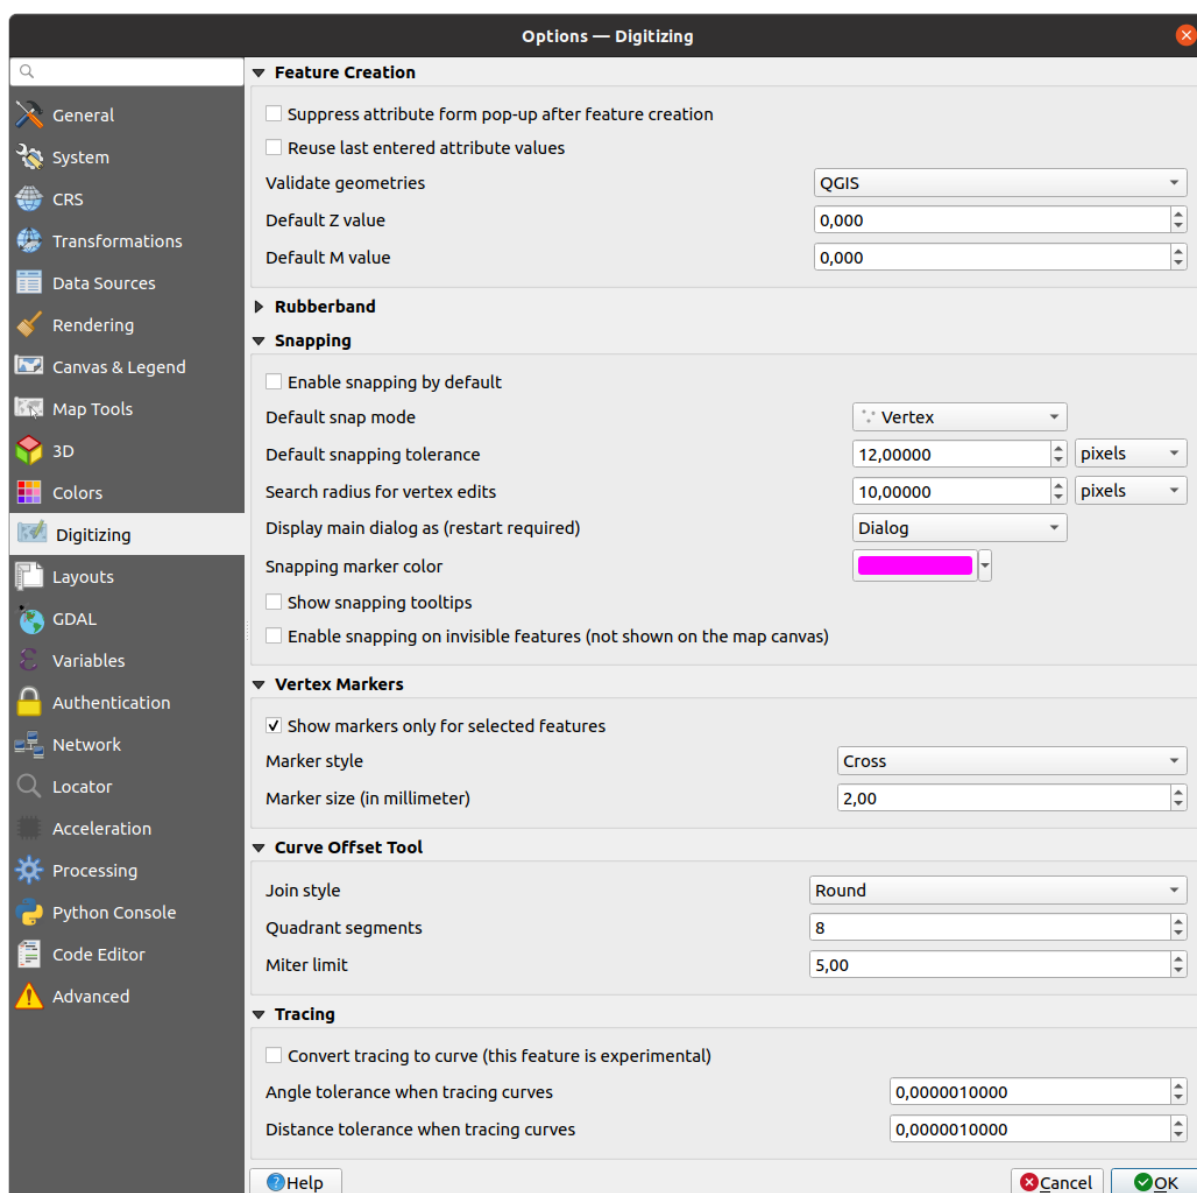 Options — Digitizing
General
System
CRS
Transformations
Data Sources
Rendering
Canvas & Legend
Map Tools
3D
Colors
Digitizing
Layouts
GDAL
Variables
Authentication
Network
Locator
Acceleration
Processing
Python Console
Code Editor
Advanced
Feature Creation
Suppress attribute form pop-up after feature creation
Reuse last entered attribute values
Validate geometries QGIS
Default Z value 0,000
Default M value 0,000
Rubberband
Snapping
Enable snapping by default
Default snap mode Vertex
Default snapping tolerance 12,00000 pixels
Search radius for vertex edits 10,00000 pixels
Display main dialog as (restart required) Dialog
Snapping marker color
Show snapping tooltips
Enable snapping on invisible features (not shown on the map canvas)
Vertex Markers
Show markers only for selected features
Marker style Cross
Marker size (in millimeter) 2,00
Curve Offset Tool
Join style Round
Quadrant segments 8
Miter limit 5,00
Tracing
Convert tracing to curve (this feature is experimental)
Angle tolerance when tracing curves 0,0000010000
Distance tolerance when tracing curves 0,0000010000
Help Cancel OK